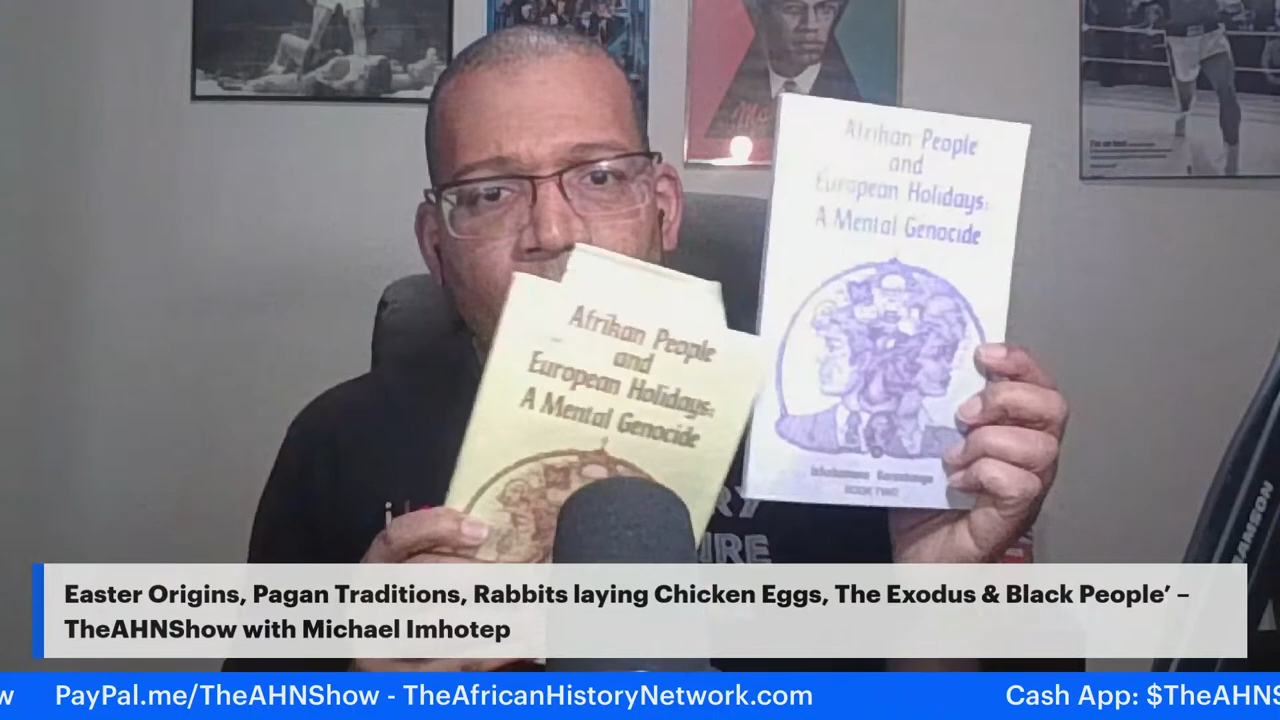 Afrikan People
and
European Holidays:
A Mental Genocide
BOOK TWO
Afrikan People
and
European Holidays:
A Mental Genocide
Easter Origins, Pagan Traditions, Rabbits laying Chicken Eggs, The Exodus & Black People' –
TheAHNShow with Michael Imhotep
w PayPal.me/TheAHNShow - TheAfricanHistoryNetwork.com Cash App: $TheAHNS